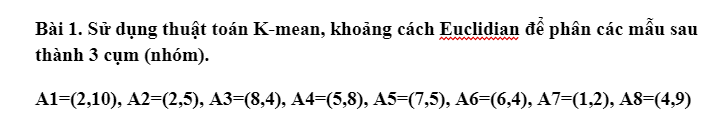 Bài 1. Sử dụng thuật toán K-mean, khoảng cách Euclidian để phân các mẫu sau
thành 3 cụm (nhóm).
A1=(2,10), A2=(2,5), A3=(8,4), A4=(5,8), A5=(7,5), A6=(6,4), A7=(1,2), A8=(4,9)